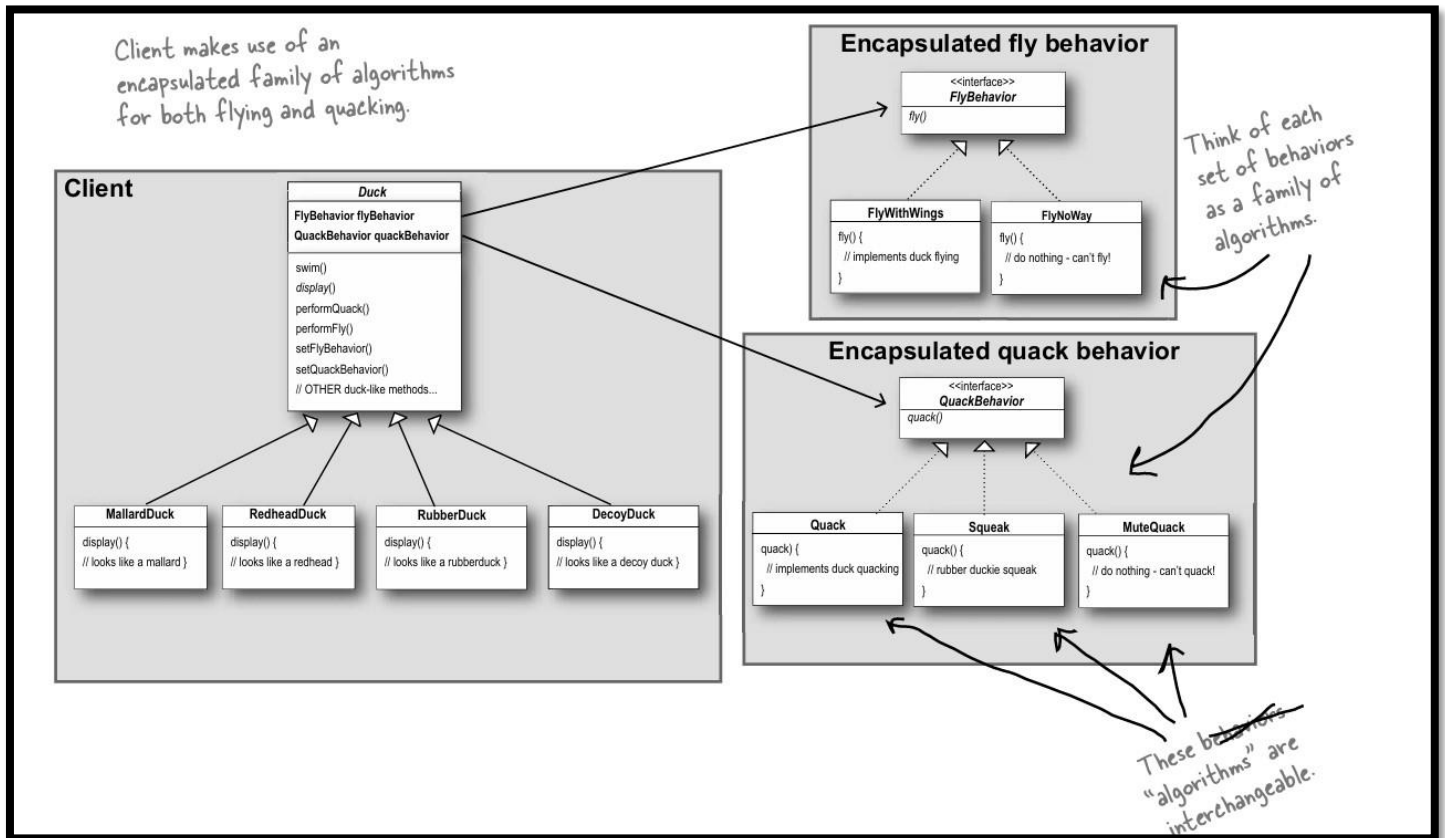 Client makes use of an
encapsulated family of algorithms
for both flying and quacking.
Client
Duck
FlyBehavior flyBehavior
QuackBehavior quackBehavior
swim()
display()
performQuack()
performFly()
setFlyBehavior()
setQuackBehavior()
// OTHER duck-like methods...
MallardDuck
display() {
// looks like a mallard }
RedheadDuck
display() {
// looks like a redhead }
RubberDuck
display() {
// looks like a rubberduck }
DecoyDuck
display() {
// looks like a decoy duck }
Encapsulated fly behavior
<<interface>>
FlyBehavior
fly()
FlyWithWings
fly() {
// implements duck flying
}
FlyNoWay
fly() {
// do nothing - can't fly!
}
Think of each
set of behaviors
as a family of
algorithms.
Encapsulated quack behavior
<<interface>>
QuackBehavior
quack()
Quack
quack) {
// implements duck quacking
}
Squeak
quack() {
// rubber duckie squeak
}
MuteQuack
quack() {
// do nothing - can't quack!
}
These behaviors
"algorithms" are
interchangeable.